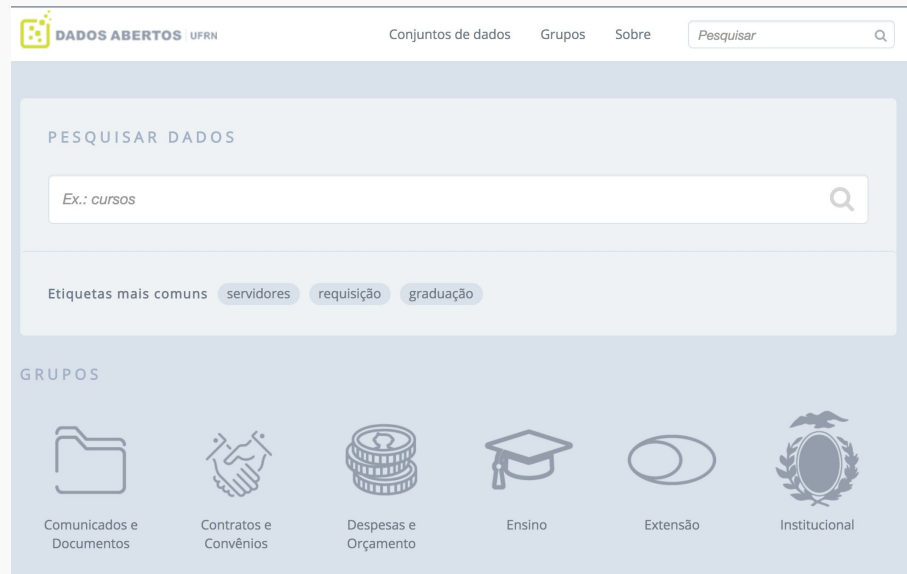 DADOS ABERTOS UFRN Conjuntos de dados Grupos Sobre Pesquisar
PESQUISAR DADOS
Ex.: cursos
Etiquetas mais comuns servidores requisição graduação
GRUPOS
Comunicados e Documentos
Contratos e Convênios
Despesas e Orçamento
Ensino
Extensão
Institucional